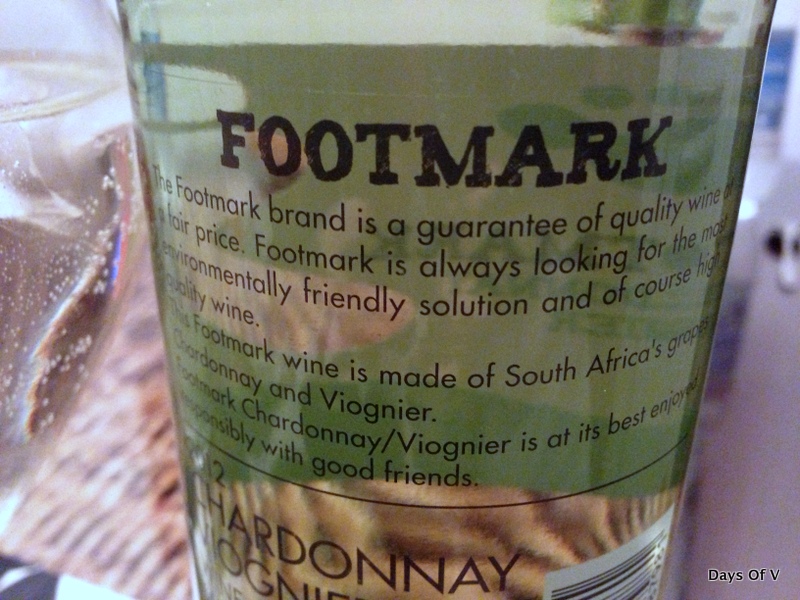 FOOTMARK
The Footmark brand is a guarantee of quality wine
fair price. Footmark is always looking for the most
environmentally friendly solution and of course high
quality wine.
This Footmark wine is made of South Africa's grapes
Chardonnay and Viognier.
Footmark Chardonnay/Viognier is at its best enjoyed
responsibly with good friends.
CHARDONNAY
VIOGNIER
Days Of V